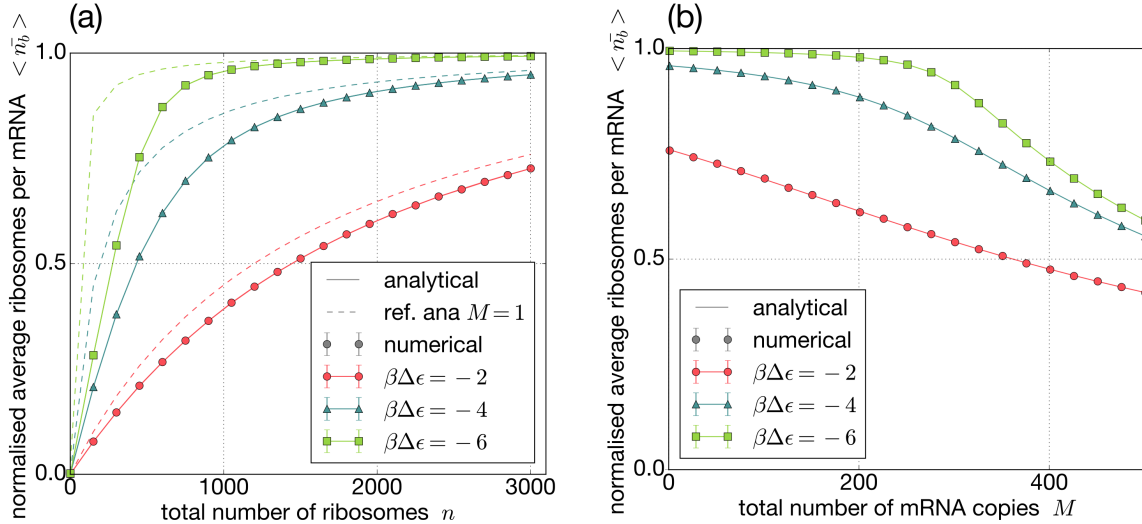 (a)
normalised average ribosomes per mRNA < n̄_b >
1.0
0.5
0.0
0 1000 2000 3000
total number of ribosomes n
analytical
ref. ana M = 1
numerical
βΔϵ = − 2
βΔϵ = − 4
βΔϵ = − 6
(b)
normalised average ribosomes per mRNA < n̄_b >
1.0
0.5
0.0
0 200 400
total number of mRNA copies M
analytical
numerical
βΔϵ = − 2
βΔϵ = − 4
βΔϵ = − 6